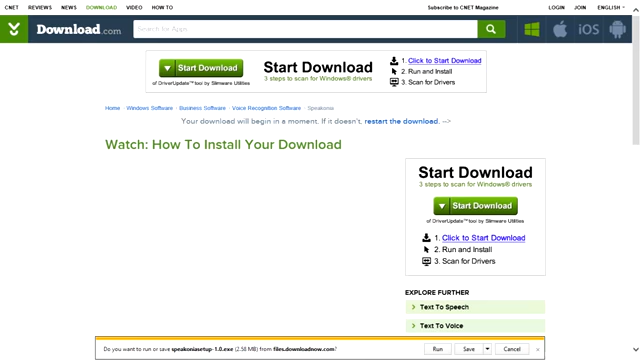 CNET REVIEWS NEWS DOWNLOAD VIDEO HOW TO Subscribe to CNET Magazine LOGIN JOIN ENGLISH
Download.com Search for Apps iOS
Start Download
of DriverUpdate™ tool by Slimware Utilities
Start Download
3 steps to scan for Windows® drivers
1. Click to Start Download
2. Run and Install
3. Scan for Drivers
Home · Windows Software · Business Software · Voice Recognition Software · Speakonia
Your download will begin in a moment. If it doesn't, restart the download. -->
Watch: How To Install Your Download
Start Download
3 steps to scan for Windows® drivers
Start Download
of DriverUpdate™ tool by Slimware Utilities
1. Click to Start Download
2. Run and Install
3. Scan for Drivers
EXPLORE FURTHER
Text To Speech
Text To Voice
Do you want to run or save speakoniasetup-1.0.exe (2.58 MB) from files.downloadnow.com? Run Save Cancel ×